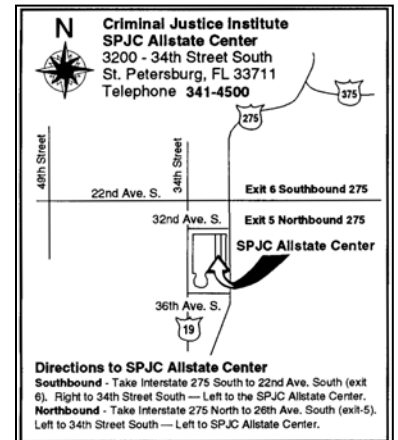 N
Criminal Justice Institute
SPJC Allstate Center
3200 - 34th Street South
St. Petersburg, FL 33711
Telephone 341-4500
375
275
49th Street
34th Street
22nd Ave. S.
Exit 6 Southbound 275
32nd Ave. S.
Exit 5 Northbound 275
SPJC Allstate Center
36th Ave. S.
19
Directions to SPJC Allstate Center
Southbound - Take Interstate 275 South to 22nd Ave. South (exit
6). Right to 34th Street South — Left to the SPJC Allstate Center.
Northbound - Take Interstate 275 North to 26th Ave. South (exit-5).
Left to 34th Street South — Left to SPJC Allstate Center.